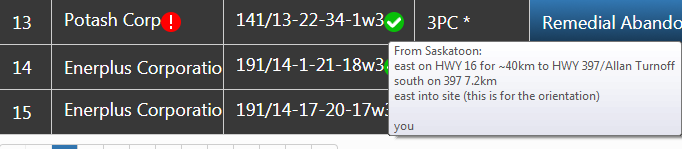 13 Potash Corp 141/13-22-34-1w3 3PC * Remedial Abando
14 Enerplus Corporatio 191/14-1-21-18w3
15 Enerplus Corporatio 191/14-17-20-17w3
From Saskatoon:
east on HWY 16 for ~40km to HWY 397/Allan Turnoff
south on 397 7.2km
east into site (this is for the orientation)
you